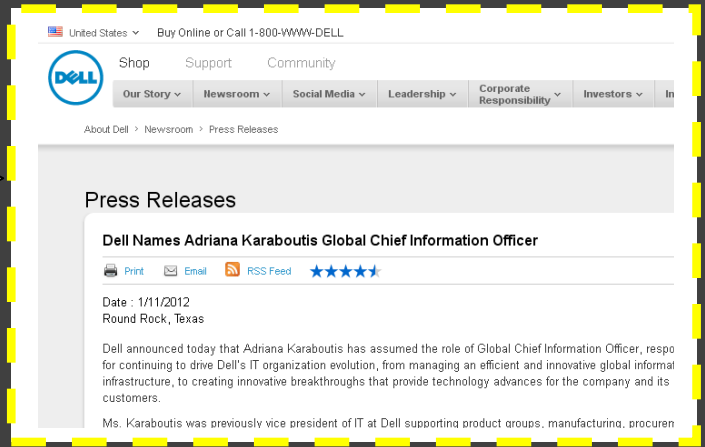 United States Buy Online or Call 1-800-WWW-DELL
DELL
Shop Support Community
Our Story Newsroom Social Media Leadership Corporate Responsibility Investors In
About Dell > Newsroom > Press Releases
Press Releases
Dell Names Adriana Karaboutis Global Chief Information Officer
Print Email RSS Feed
Date : 1/11/2012
Round Rock, Texas
Dell announced today that Adriana Karaboutis has assumed the role of Global Chief Information Officer, respo
for continuing to drive Dell's IT organization evolution, from managing an efficient and innovative global informat
infrastructure, to creating innovative breakthroughs that provide technology advances for the company and its
customers.
Ms. Karaboutis was previously vice president of IT at Dell supporting product groups, manufacturing, procurem